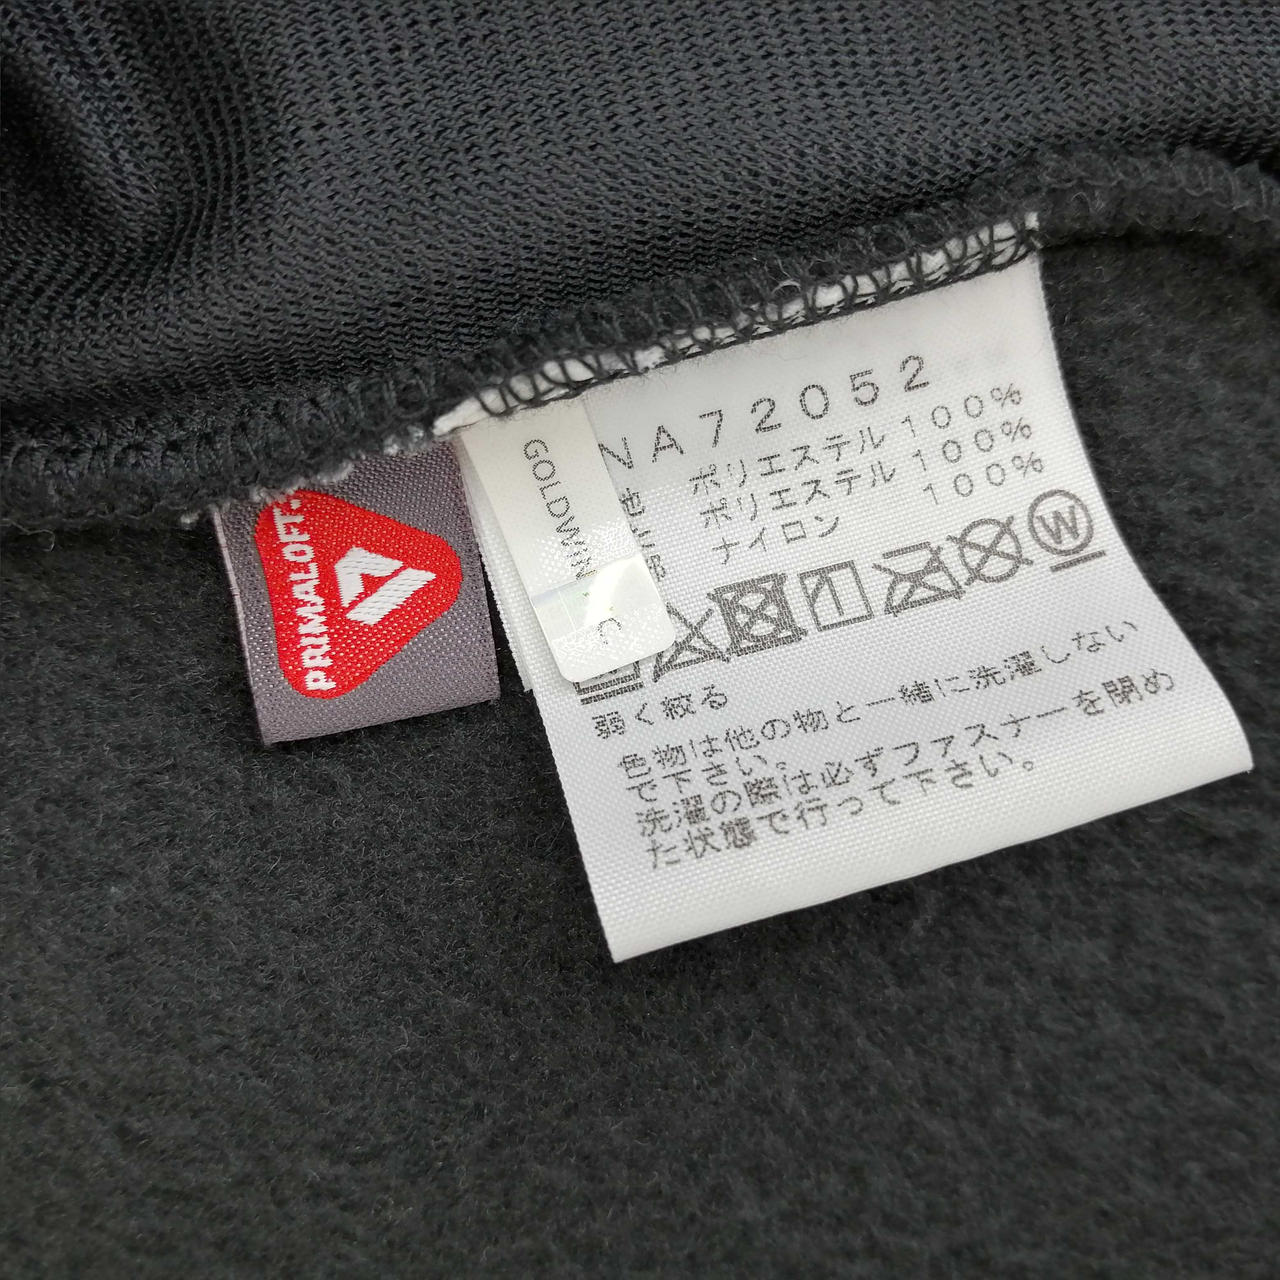 PRIMALOFT
NA72052
ポリエステル 100%
地 ポリエステル 100%
部 ナイロン 100%
W
弱く絞る
色物は他の物と一緒に洗濯しない
で下さい。
洗濯の際は必ずファスナーを閉め
た状態で行って下さい。